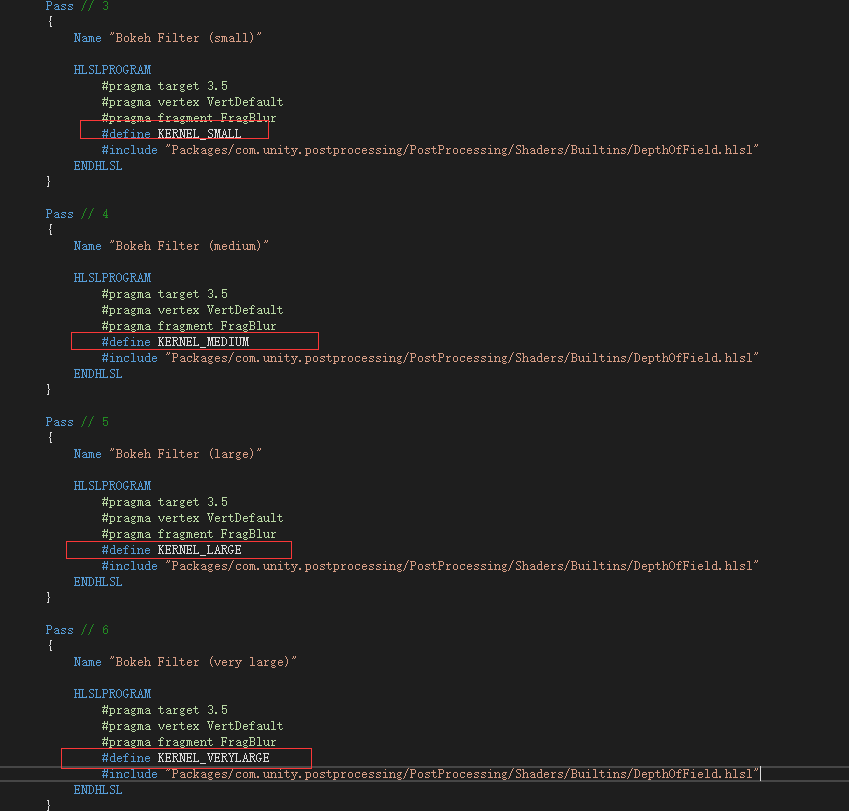 Pass // 3
{
Name "Bokeh Filter (small)"
HLSLPROGRAM
#pragma target 3.5
#pragma vertex VertDefault
#pragma fragment FragBlur
#define KERNEL_SMALL
#include "Packages/com.unity.postprocessing/PostProcessing/Shaders/Builtins/DepthOfField.hlsl"
ENDHLSL
}
Pass // 4
{
Name "Bokeh Filter (medium)"
HLSLPROGRAM
#pragma target 3.5
#pragma vertex VertDefault
#pragma fragment FragBlur
#define KERNEL_MEDIUM
#include "Packages/com.unity.postprocessing/PostProcessing/Shaders/Builtins/DepthOfField.hlsl"
ENDHLSL
}
Pass // 5
{
Name "Bokeh Filter (large)"
HLSLPROGRAM
#pragma target 3.5
#pragma vertex VertDefault
#pragma fragment FragBlur
#define KERNEL_LARGE
#include "Packages/com.unity.postprocessing/PostProcessing/Shaders/Builtins/DepthOfField.hlsl"
ENDHLSL
}
Pass // 6
{
Name "Bokeh Filter (very large)"
HLSLPROGRAM
#pragma target 3.5
#pragma vertex VertDefault
#pragma fragment FragBlur
#define KERNEL_VERYLARGE
#include "Packages/com.unity.postprocessing/PostProcessing/Shaders/Builtins/DepthOfField.hlsl"
ENDHLSL
}